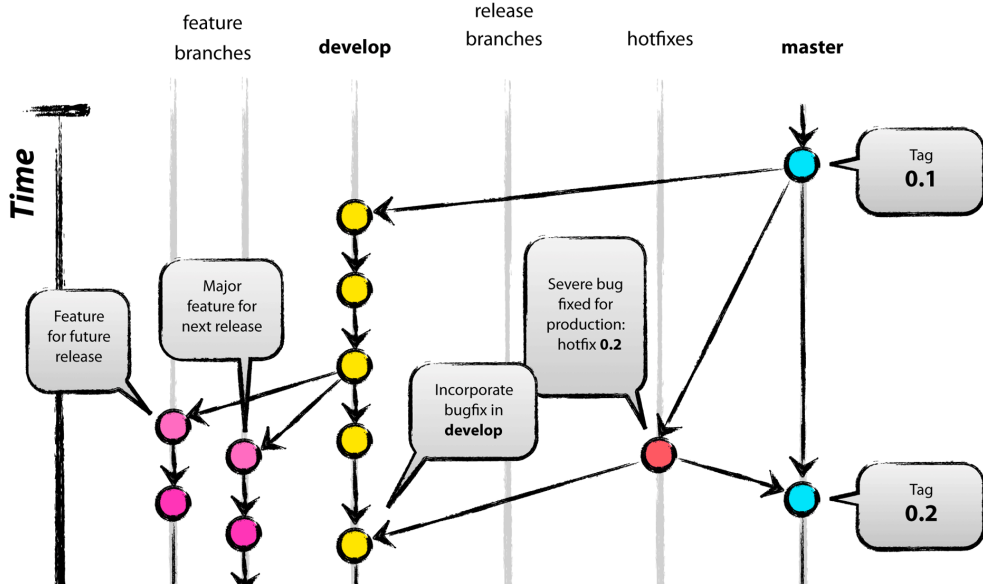 feature
branches
develop
release
branches
hotfixes
master
Time
Tag
0.1
Major
feature for
next release
Severe bug
fixed for
production:
hotfix 0.2
Feature
for future
release
Incorporate
bugfix in
develop
Tag
0.2